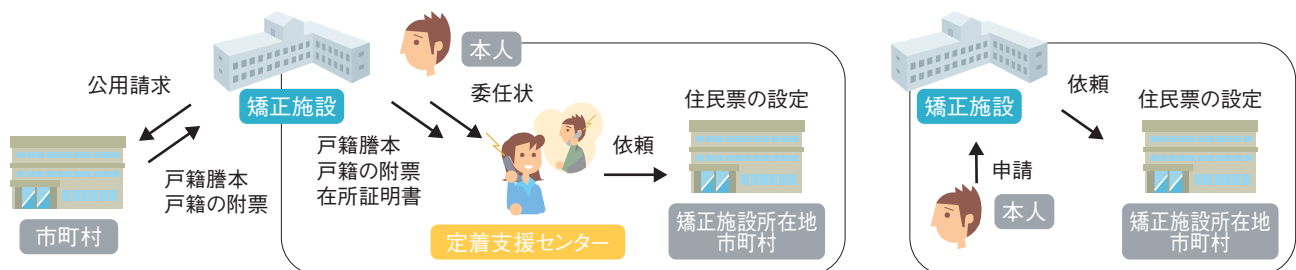 公用請求
矯正施設
戸籍謄本
戸籍の附票
市町村
本人
委任状
戸籍謄本
戸籍の附票
在所証明書
定着支援センター
依頼
住民票の設定
矯正施設所在地
市町村
矯正施設
依頼
申請
本人
住民票の設定
矯正施設所在地
市町村